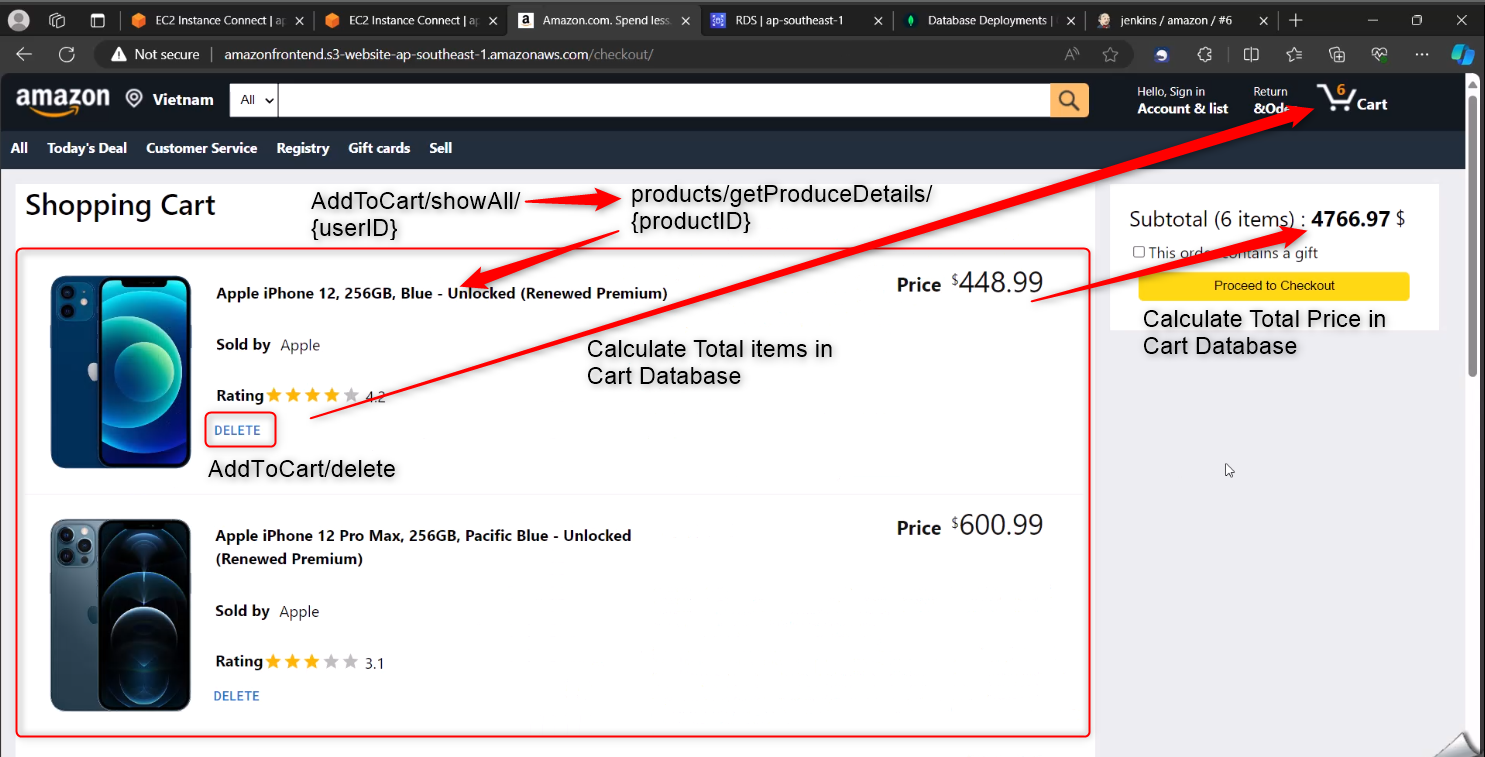 EC2 Instance Connect | ap
EC2 Instance Connect | ap
a
Amazon.com. Spend less.
RDS | ap-southeast-1
Database Deployments |
jenkins / amazon / #6
Not secure
amazonfrontend.s3-website-ap-southeast-1.amazonaws.com/checkout/
amazon
Vietnam
All
Hello, Sign in
Account & list
Return
6
Cart
All
Today's Deal
Customer Service
Registry
Gift cards
Sell
Shopping Cart
AddToCart/showAll/
{userID}
products/getProduceDetails/
{productID}
Subtotal (6 items) : 4766.97 $
This order contains a gift
Proceed to Checkout
Calculate Total Price in
Cart Database
Apple iPhone 12, 256GB, Blue - Unlocked (Renewed Premium)
Price $448.99
Sold by Apple
Calculate Total items in
Cart Database
Rating 4.2
DELETE
AddToCart/delete
Apple iPhone 12 Pro Max, 256GB, Pacific Blue - Unlocked
(Renewed Premium)
Price $600.99
Sold by Apple
Rating 3.1
DELETE